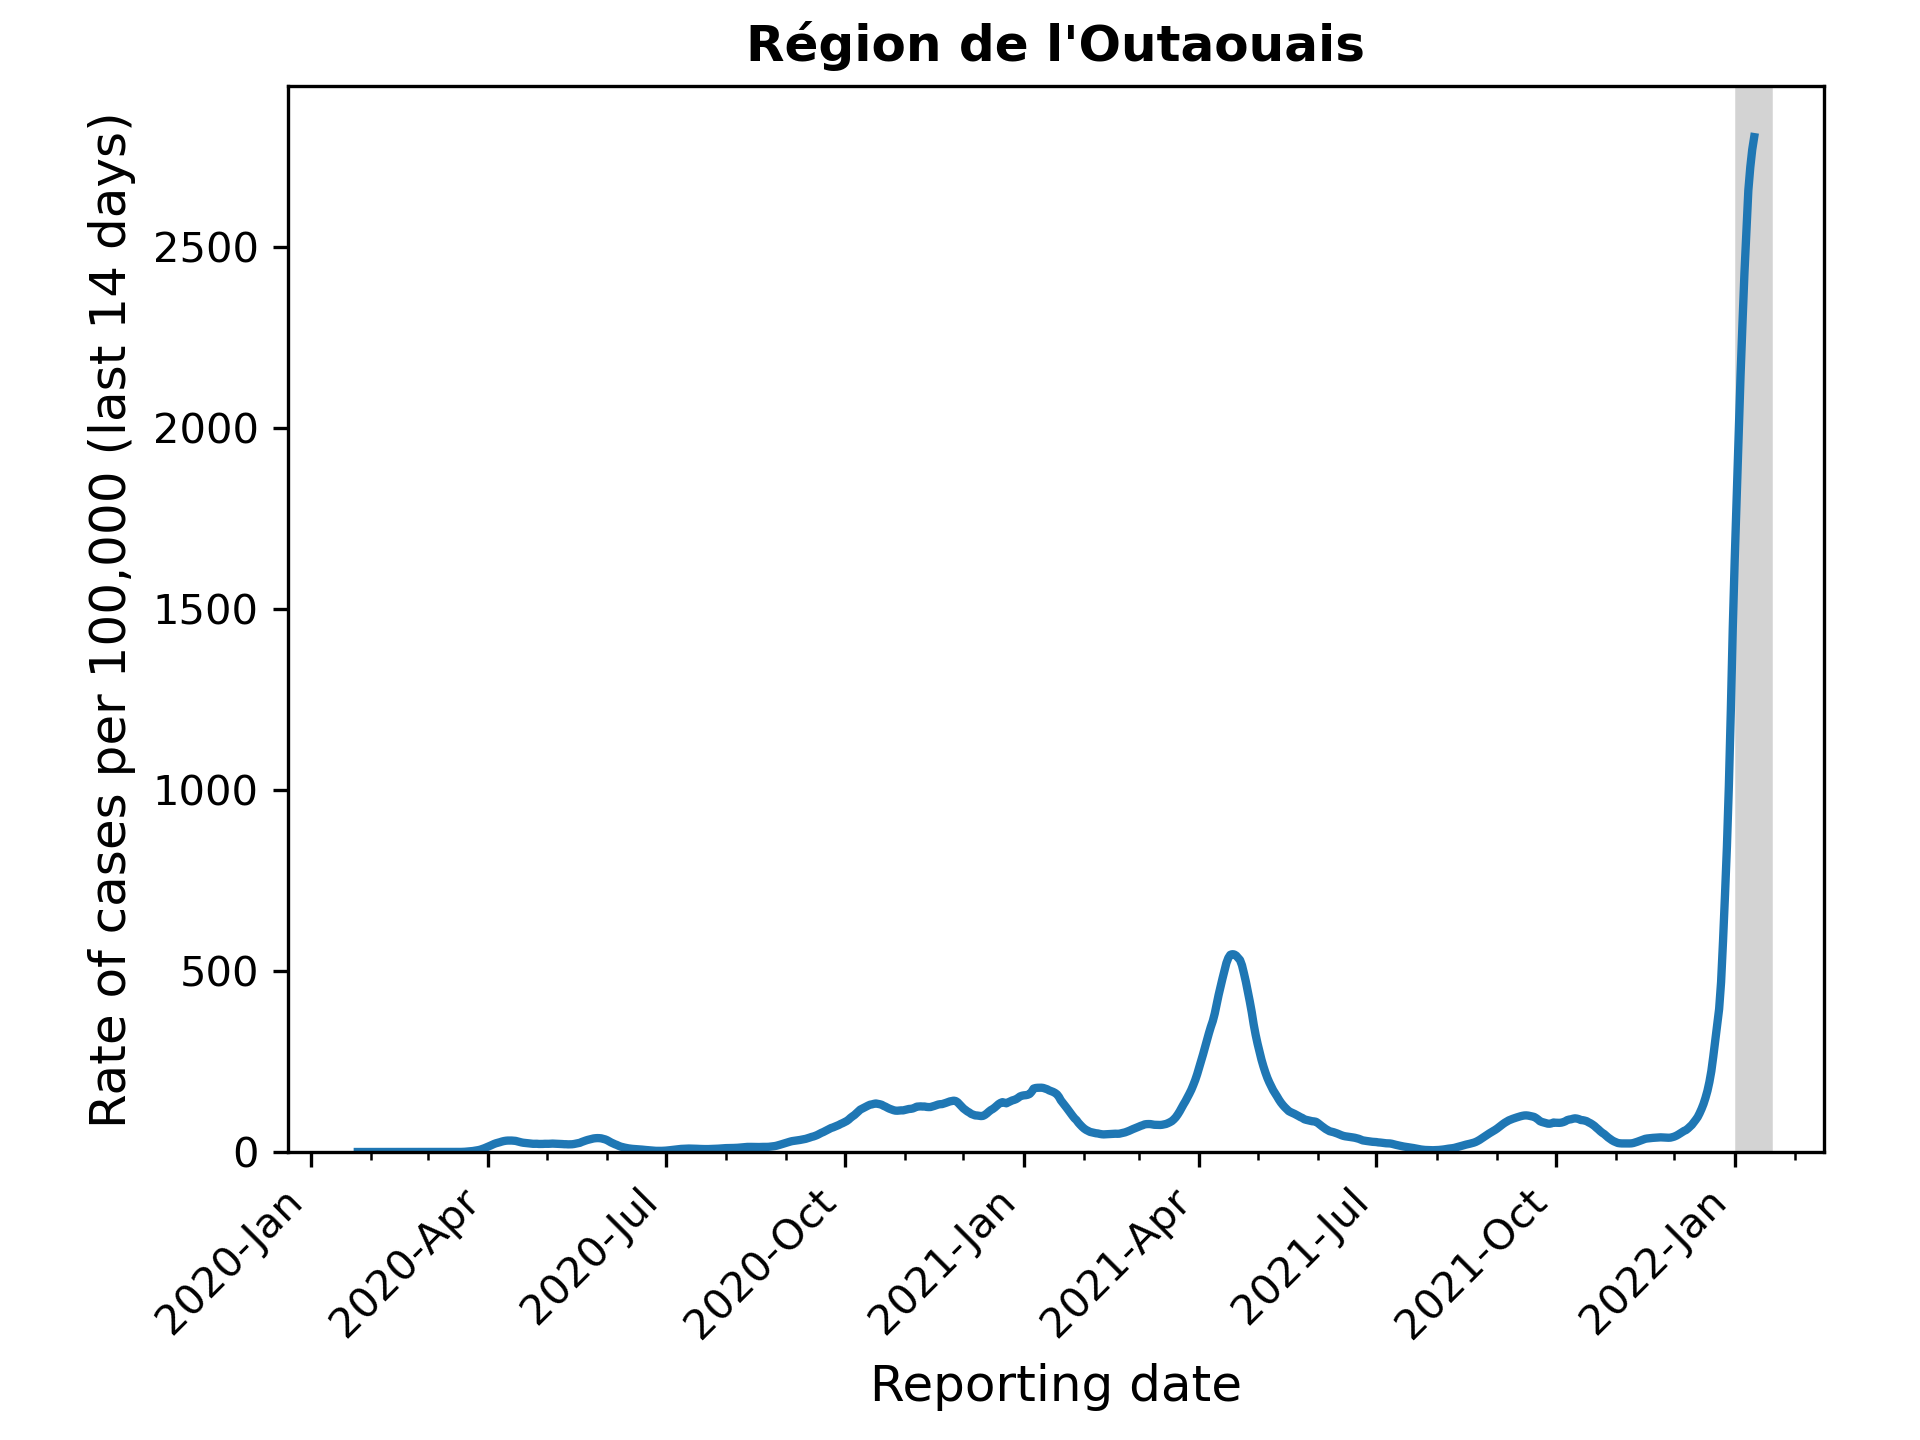 Région de l'Outaouais
Rate of cases per 100,000 (last 14 days)
2500
2000
1500
1000
500
0
2020-Jan
2020-Apr
2020-Jul
2020-Oct
2021-Jan
2021-Apr
2021-Jul
2021-Oct
2022-Jan
Reporting date